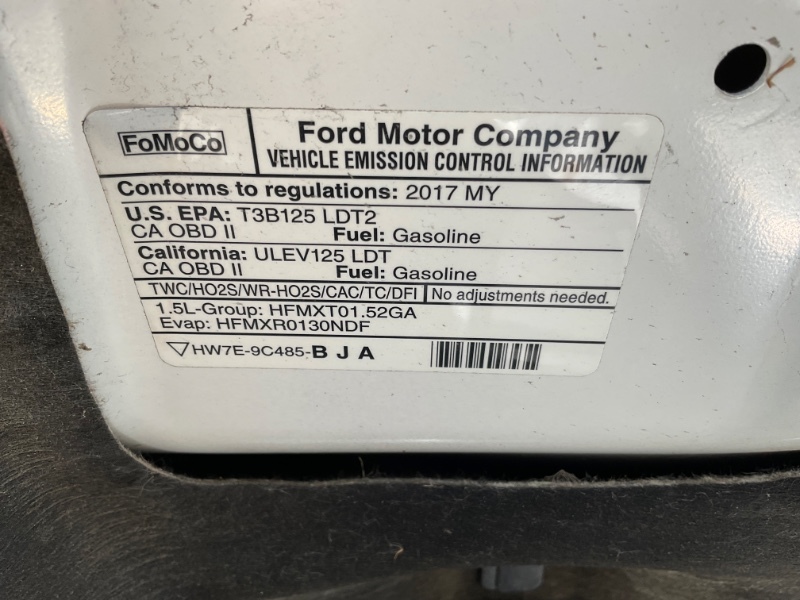 FoMoCo
Ford Motor Company
VEHICLE EMISSION CONTROL INFORMATION
Conforms to regulations: 2017 MY
U.S. EPA: T3B125 LDT2
CA OBD II Fuel: Gasoline
California: ULEV125 LDT
CA OBD II Fuel: Gasoline
TWC/HO2S/WR-HO2S/CAC/TC/DFI No adjustments needed.
1.5L-Group: HFMXT01.52GA
Evap: HFMXR0130NDF
HW7E-9C485-B J A